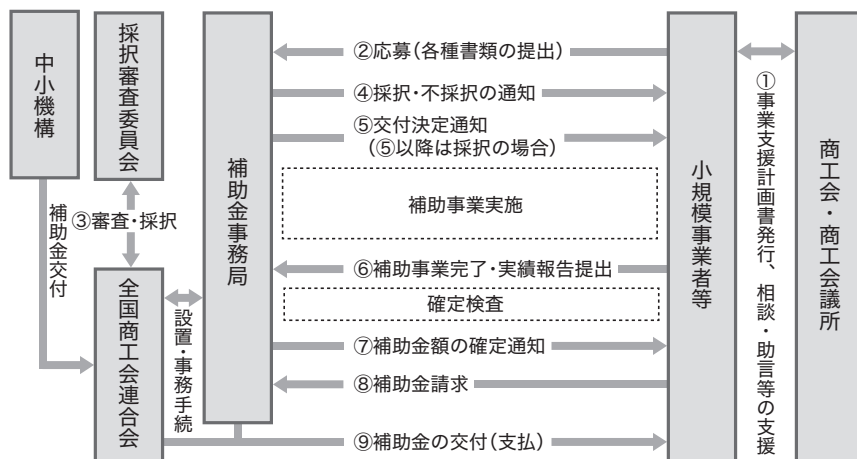 中小機構
採択審査委員会
補助金交付
③審査・採択
全国商工会連合会
設置・事務手続
補助金事務局
②応募(各種書類の提出)
④採択・不採択の通知
⑤交付決定通知
(⑤以降は採択の場合)
補助事業実施
⑥補助事業完了・実績報告提出
確定検査
⑦補助金額の確定通知
⑧補助金請求
⑨補助金の交付(支払)
小規模事業者等
①事業支援計画書発行、相談・助言等の支援
商工会・商工会議所